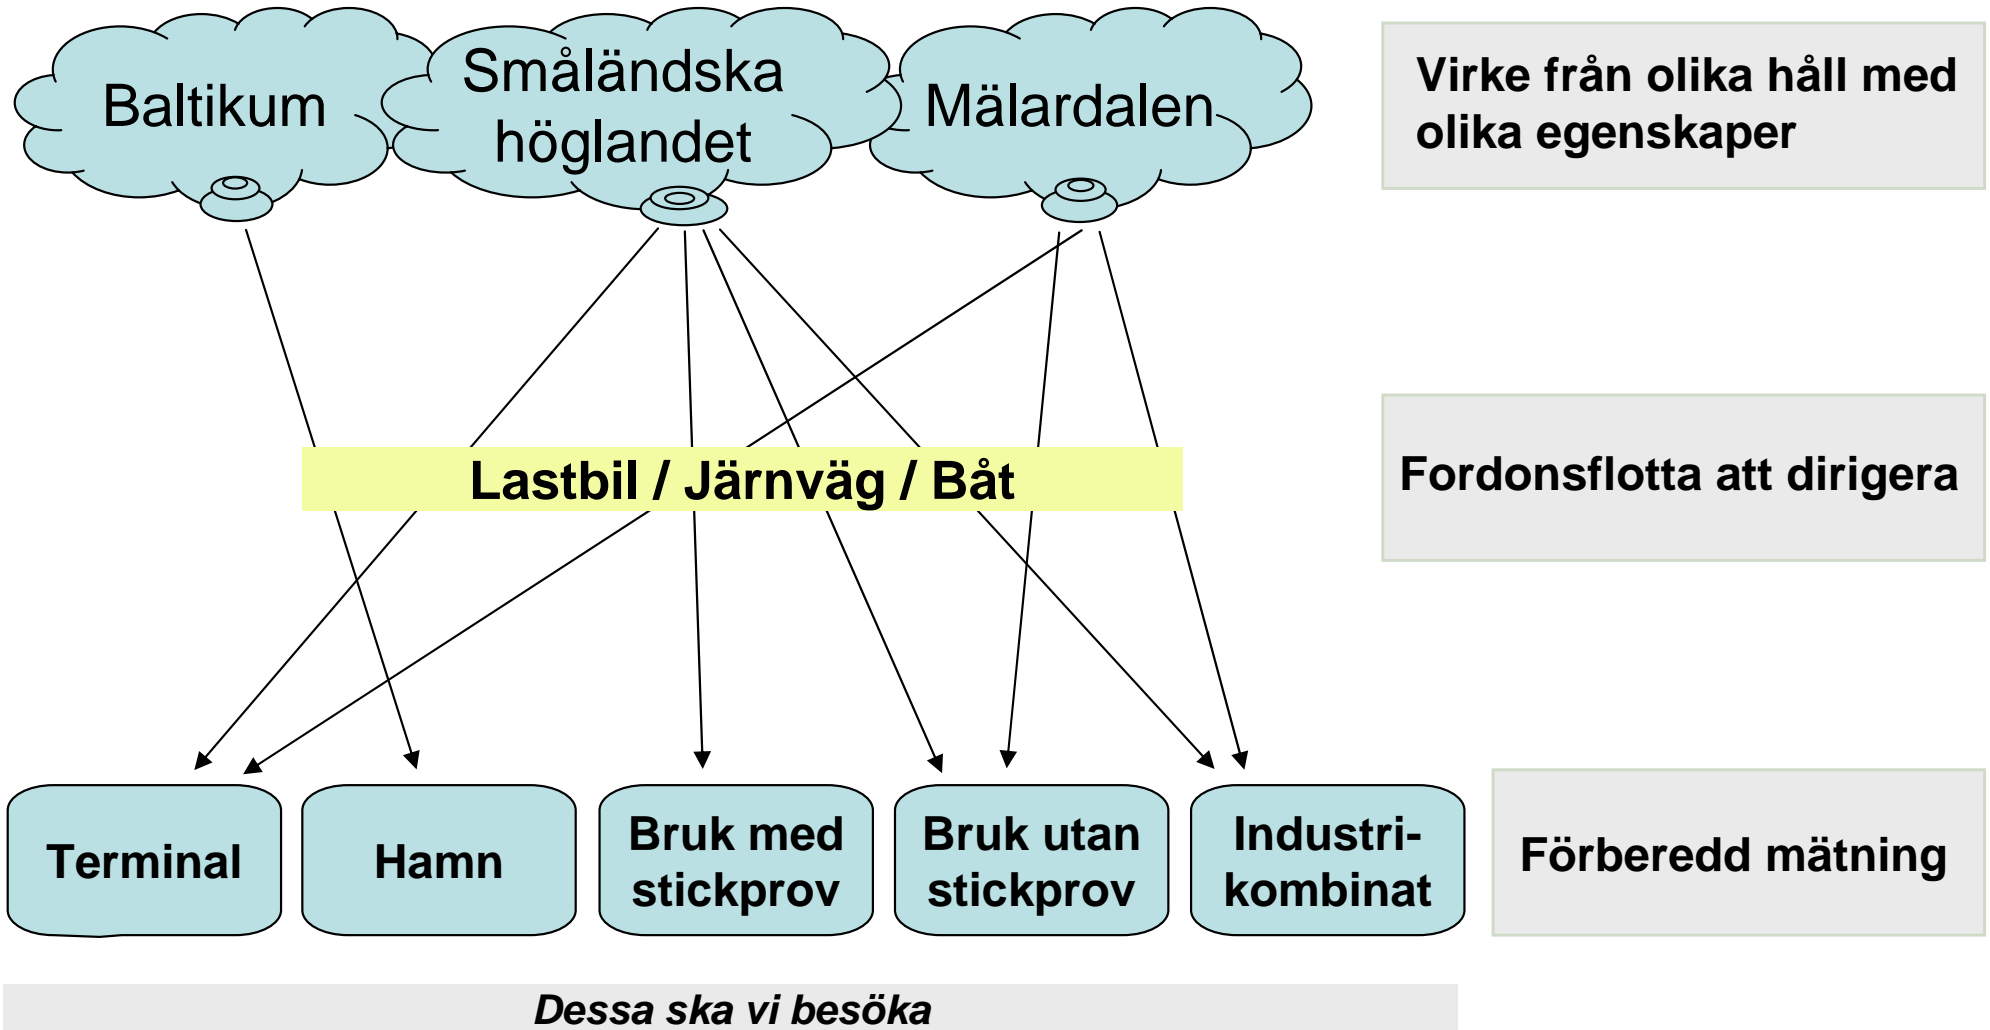 Baltikum
Småländska
höglandet
Mälardalen
Virke från olika håll med
olika egenskaper
Lastbil / Järnväg / Båt
Fordonsflotta att dirigera
Terminal
Hamn
Bruk med
stickprov
Bruk utan
stickprov
Industri-
kombinat
Förberedd mätning
Dessa ska vi besöka